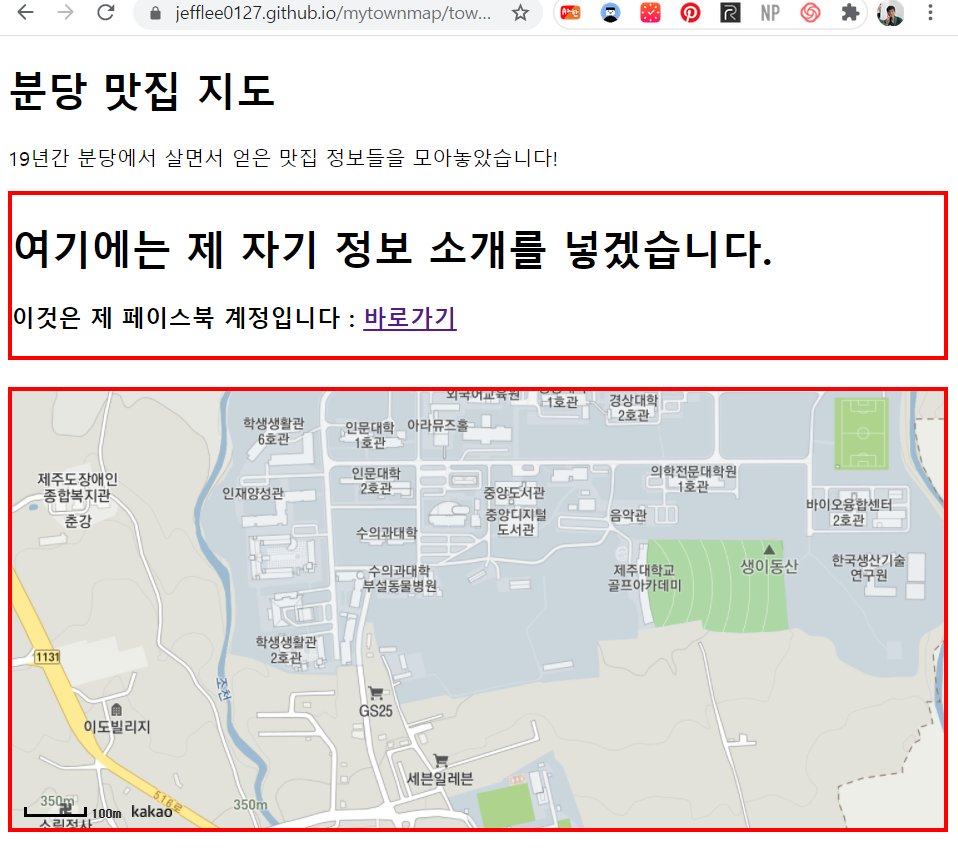 jefflee0127.github.io/mytownmap/tow...
NP
분당 맛집 지도
19년간 분당에서 살면서 얻은 맛집 정보들을 모아놓았습니다!
여기에는 제 자기 정보 소개를 넣겠습니다.
이것은 제 페이스북 계정입니다 : 바로가기
외국어교육원
1호관
경상대학
2호관
학생생활관
6호관
인문대학
1호관
아라뮤즈홀
제주도장애인
종합복지관
춘강
인재양성관
인문대학
2호관
중앙도서관
중앙디지털
도서관
의학전문대학원
1호관
음악관
바이오융합센터
2호관
수의과대학
수의과대학
부설동물병원
제주대학교
골프아카데미
생이동산
한국생산기술
연구원
학생생활관
2호관
1131
조천
이도빌리지
GS25
세븐일레븐
516로
350m
350m
100m
kakao
소림정사